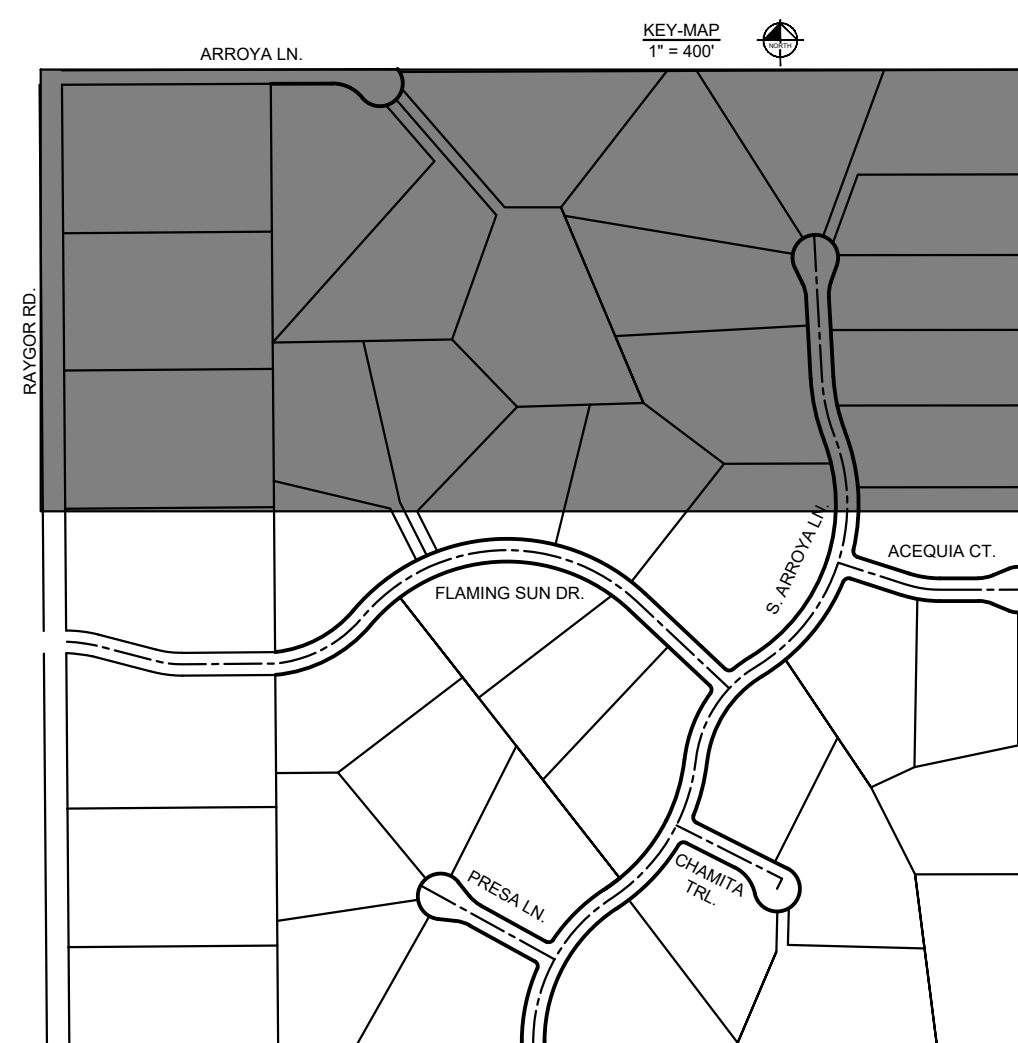 KEY-MAP
1" = 400'
NORTH
ARROYA LN.
RAYGOR RD.
S. ARROYA LN.
ACEQUIA CT.
FLAMING SUN DR.
CHAMITA
TRL.
PRESA LN.